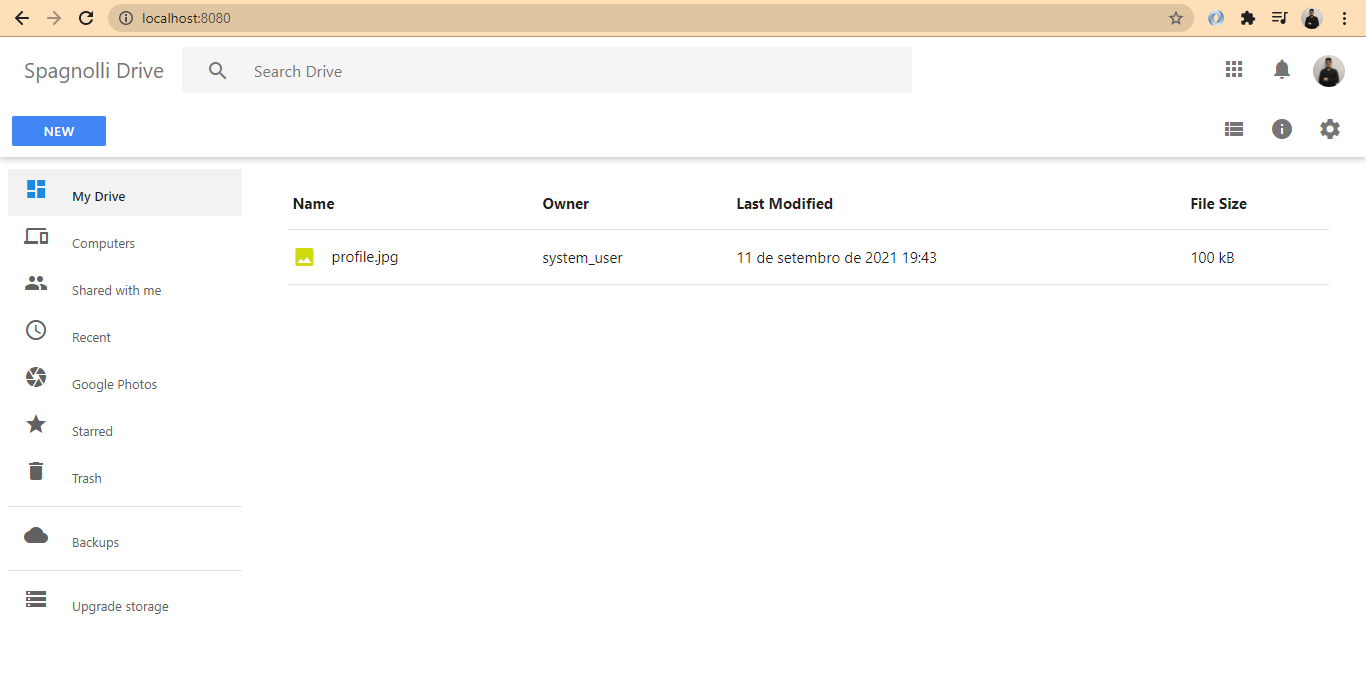 localhost:8080
Spagnolli Drive
Search Drive
NEW
My Drive
Computers
Shared with me
Recent
Google Photos
Starred
Trash
Backups
Upgrade storage
Name Owner Last Modified File Size
profile.jpg system_user 11 de setembro de 2021 19:43 100 kB